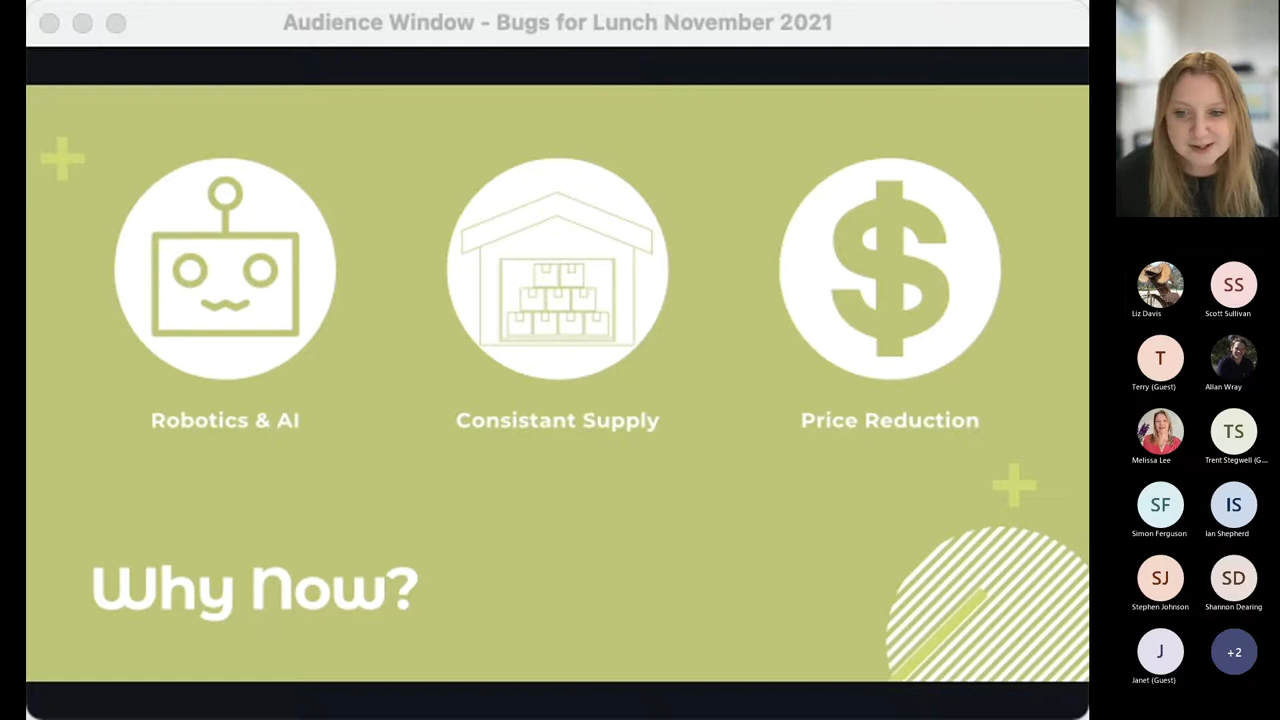 Audience Window - Bugs for Lunch November 2021
Robotics & AI
Consistant Supply
Price Reduction
Why Now?
Liz Davis
SS
Scott Sullivan
T
Terry (Guest)
Allan Wray
Melissa Lee
TS
Trent Stegwell (G...
SF
Simon Ferguson
IS
Ian Shepherd
SJ
Stephen Johnson
SD
Shannon Dearing
J
Janet (Guest)
+2